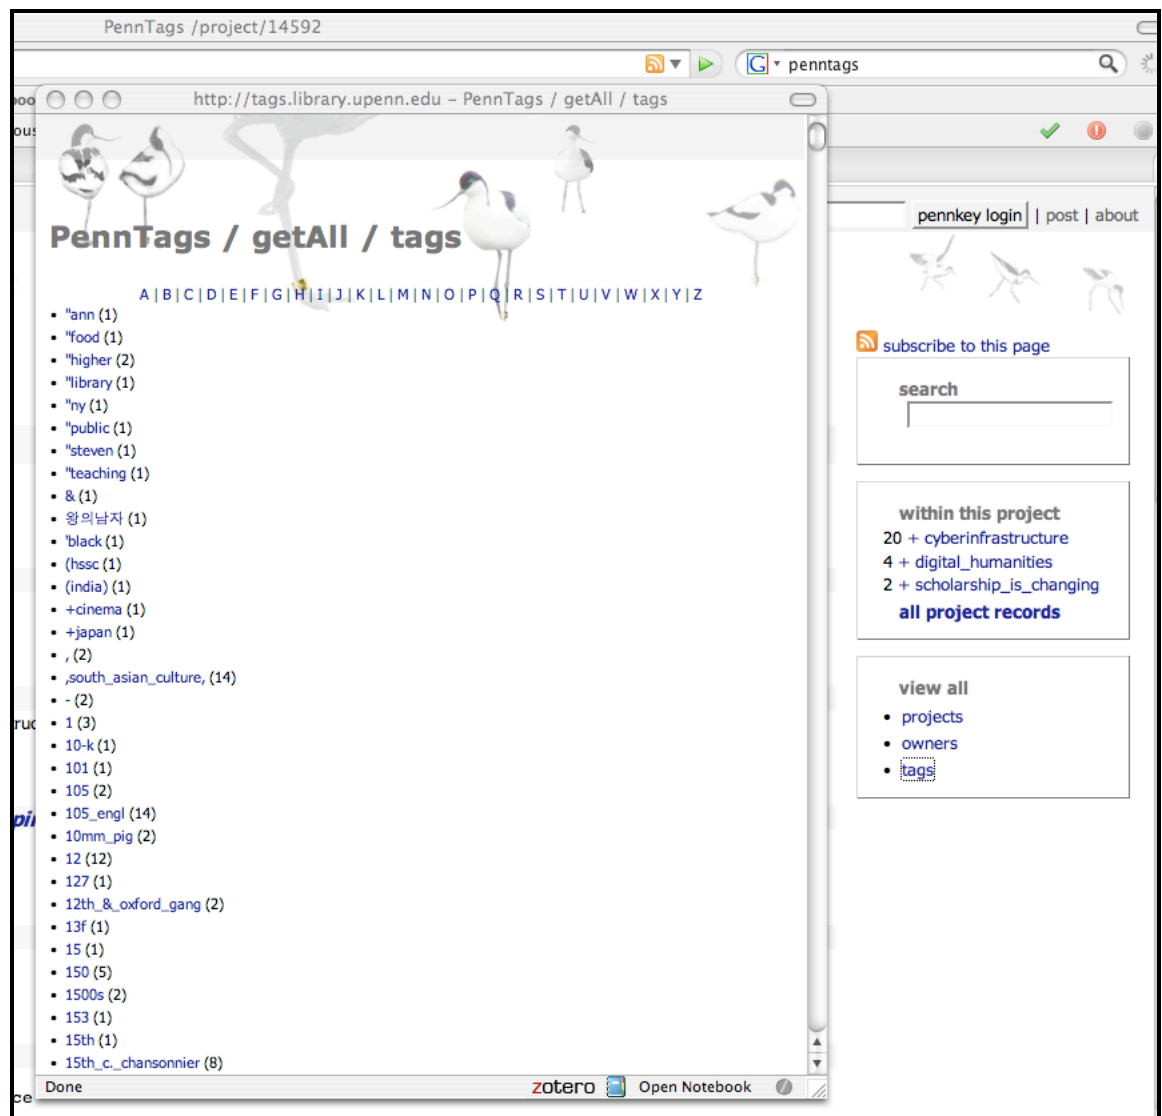 PennTags /project/14592
penntags
http://tags.library.upenn.edu – PennTags / getAll / tags
pennkey login | post | about
PennTags / getAll / tags
A | B | C | D | E | F | G | H | I | J | K | L | M | N | O | P | Q | R | S | T | U | V | W | X | Y | Z
• "ann (1)
• "food (1)
• "higher (2)
• "library (1)
• "ny (1)
• "public (1)
• "steven (1)
• "teaching (1)
• & (1)
• 왕의남자 (1)
• 'black (1)
• (hssc (1)
• (india) (1)
• +cinema (1)
• +japan (1)
• , (2)
• ,south_asian_culture, (14)
• - (2)
• 1 (3)
• 10-k (1)
• 101 (1)
• 105 (2)
• 105_engl (14)
• 10mm_pig (2)
• 12 (12)
• 127 (1)
• 12th_&_oxford_gang (2)
• 13f (1)
• 15 (1)
• 150 (5)
• 1500s (2)
• 153 (1)
• 15th (1)
• 15th_c._chansonnier (8)
subscribe to this page
search
within this project
20 + cyberinfrastructure
4 + digital_humanities
2 + scholarship_is_changing
all project records
view all
• projects
• owners
• tags
Done
zotero
Open Notebook